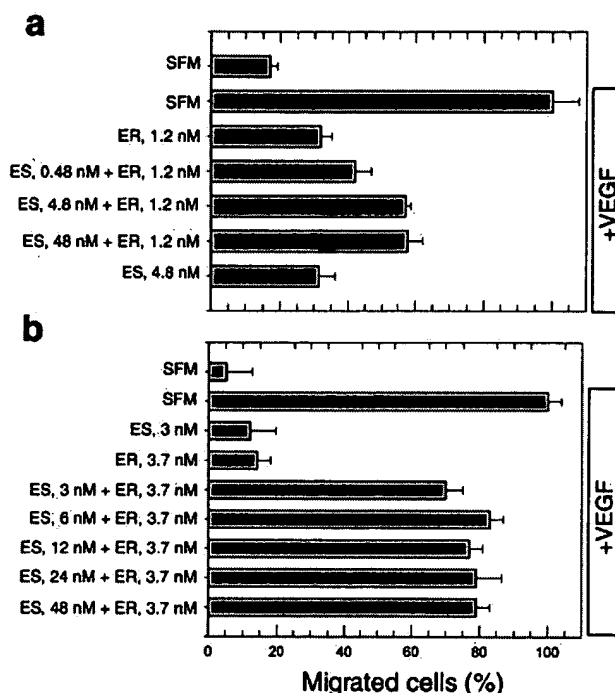 a
SFM
SFM
ER, 1.2 nM
ES, 0.48 nM + ER, 1.2 nM
ES, 4.8 nM + ER, 1.2 nM
ES, 48 nM + ER, 1.2 nM
ES, 4.8 nM
+VEGF
b
SFM
SFM
ES, 3 nM
ER, 3.7 nM
ES, 3 nM + ER, 3.7 nM
ES, 6 nM + ER, 3.7 nM
ES, 12 nM + ER, 3.7 nM
ES, 24 nM + ER, 3.7 nM
ES, 48 nM + ER, 3.7 nM
+VEGF
0 20 40 60 80 100
Migrated cells (%)